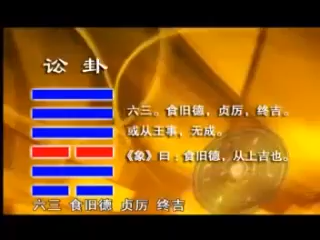 讼 卦
六三。食旧德，贞厉，终吉。
或从王事，无成。
《象》曰：食旧德，从上吉也。
六三 食旧德 贞厉 终吉